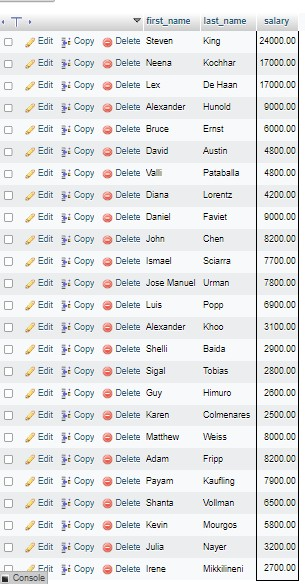 first_name last_name salary
Edit Copy Delete Steven King 24000.00
Edit Copy Delete Neena Kochhar 17000.00
Edit Copy Delete Lex De Haan 17000.00
Edit Copy Delete Alexander Hunold 9000.00
Edit Copy Delete Bruce Ernst 6000.00
Edit Copy Delete David Austin 4800.00
Edit Copy Delete Valli Pataballa 4800.00
Edit Copy Delete Diana Lorentz 4200.00
Edit Copy Delete Daniel Faviet 9000.00
Edit Copy Delete John Chen 8200.00
Edit Copy Delete Ismael Sciarra 7700.00
Edit Copy Delete Jose Manuel Urman 7800.00
Edit Copy Delete Luis Popp 6900.00
Edit Copy Delete Alexander Khoo 3100.00
Edit Copy Delete Shelli Baida 2900.00
Edit Copy Delete Sigal Tobias 2800.00
Edit Copy Delete Guy Himuro 2600.00
Edit Copy Delete Karen Colmenares 2500.00
Edit Copy Delete Matthew Weiss 8000.00
Edit Copy Delete Adam Fripp 8200.00
Edit Copy Delete Payam Kaufling 7900.00
Edit Copy Delete Shanta Vollman 6500.00
Edit Copy Delete Kevin Mourgos 5800.00
Edit Copy Delete Julia Nayer 3200.00
Edit Copy Delete Irene Mikkilineni 2700.00
Console